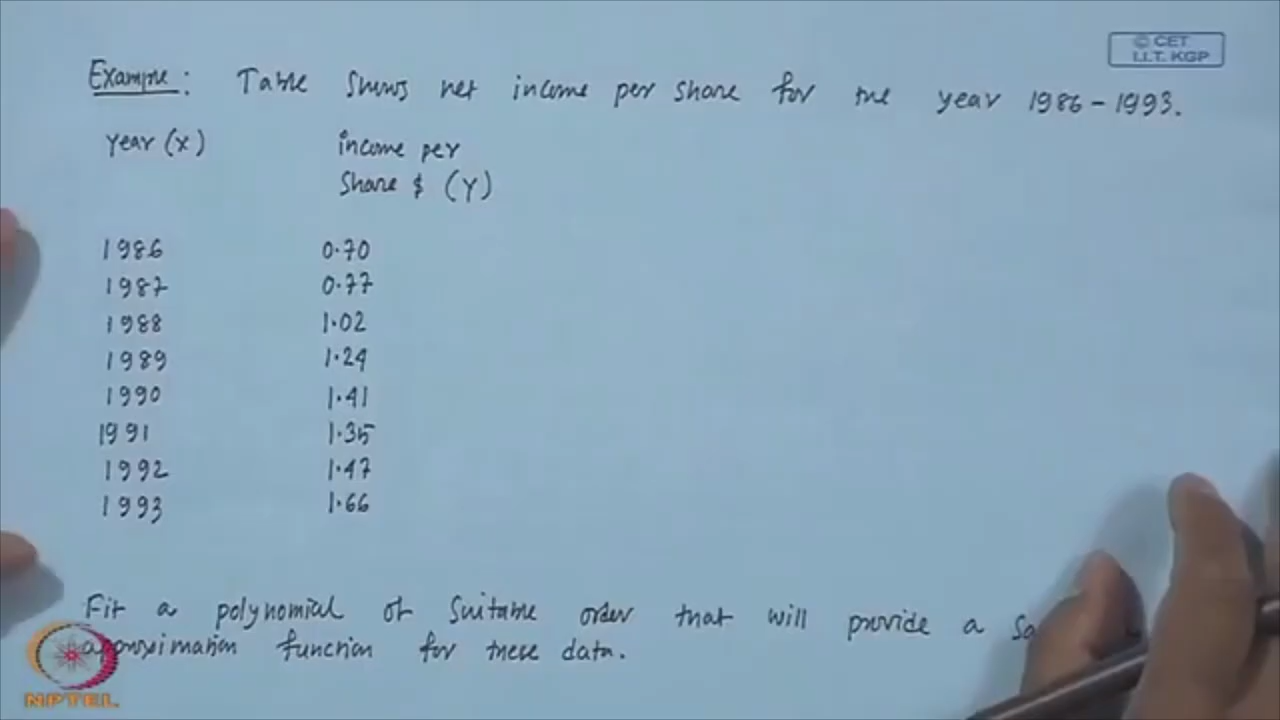 © CET
I.I.T. KGP
Example: Table shows net income per share for the year 1986-1993.
year (x) income per
share $ (Y)
1986 0.70
1987 0.77
1988 1.02
1989 1.24
1990 1.41
1991 1.35
1992 1.47
1993 1.66
Fit a polynomial of suitable order that will provide a
approximation function for these data.
NPTEL